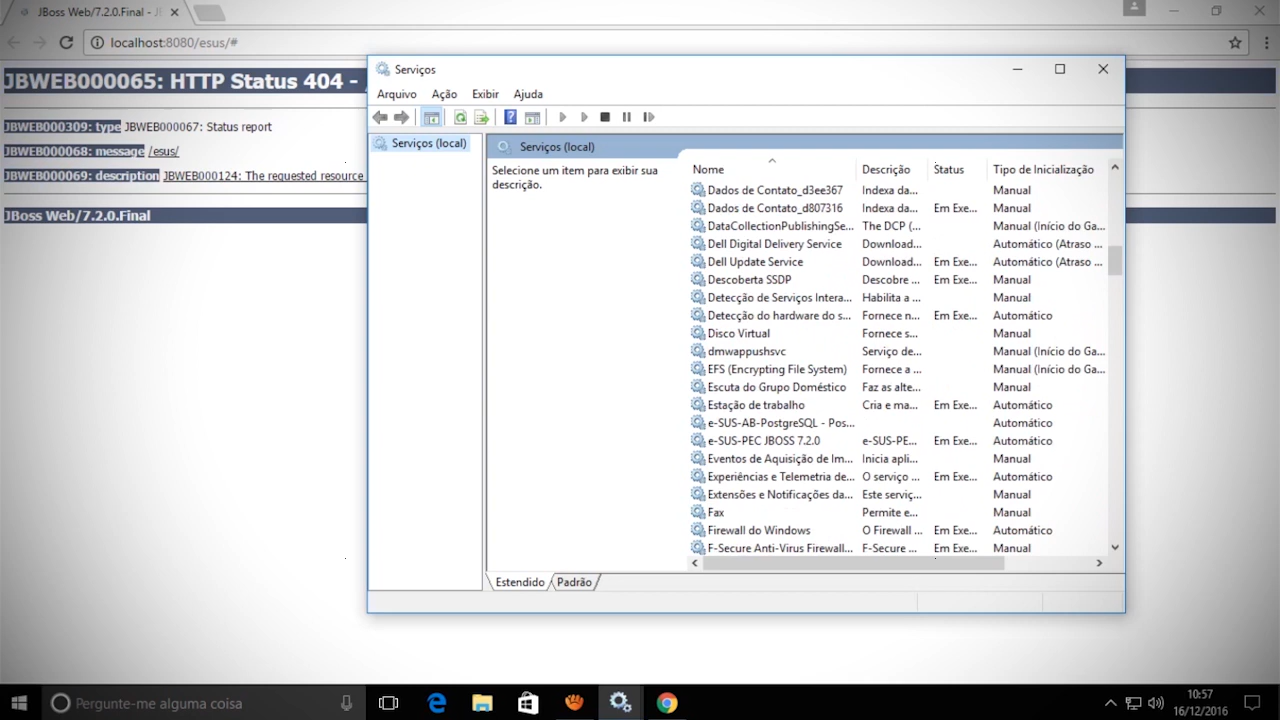 JBoss Web/7.2.0.Final - J
localhost:8080/esus/#
JBWEB000065: HTTP Status 404 -
JBWEB000309: type JBWEB000067: Status report
JBWEB000068: message /esus/
JBWEB000069: description JBWEB000124: The requested resource
JBoss Web/7.2.0.Final
Serviços
Arquivo Ação Exibir Ajuda
Serviços (local)
Serviços (local)
Selecione um item para exibir sua
descrição.
Nome Descrição Status Tipo de Inicialização
Dados de Contato_d3ee367 Indexa da... Manual
Dados de Contato_d807316 Indexa da... Em Exe... Manual
DataCollectionPublishingSe... The DCP (... Manual (Início do Ga...
Dell Digital Delivery Service Download... Automático (Atraso ...
Dell Update Service Download... Em Exe... Automático (Atraso ...
Descoberta SSDP Descobre ... Em Exe... Manual
Detecção de Serviços Intera... Habilita a ... Manual
Detecção do hardware do s... Fornece n... Em Exe... Automático
Disco Virtual Fornece s... Manual
dmwappushsvc Serviço de... Manual (Início do Ga...
EFS (Encrypting File System) Fornece a ... Manual (Início do Ga...
Escuta do Grupo Doméstico Faz as alte... Manual
Estação de trabalho Cria e ma... Em Exe... Automático
e-SUS-AB-PostgreSQL - Pos... Automático
e-SUS-PEC JBOSS 7.2.0 e-SUS-PE... Em Exe... Automático
Eventos de Aquisição de Im... Inicia apli... Manual
Experiências e Telemetria de... O serviço ... Em Exe... Automático
Extensões e Notificações da... Este serviç... Manual
Fax Permite e... Manual
Firewall do Windows O Firewall ... Em Exe... Automático
F-Secure Anti-Virus Firewall... F-Secure ... Em Exe... Manual
Estendido Padrão
Pergunte-me alguma coisa
10:57
16/12/2016